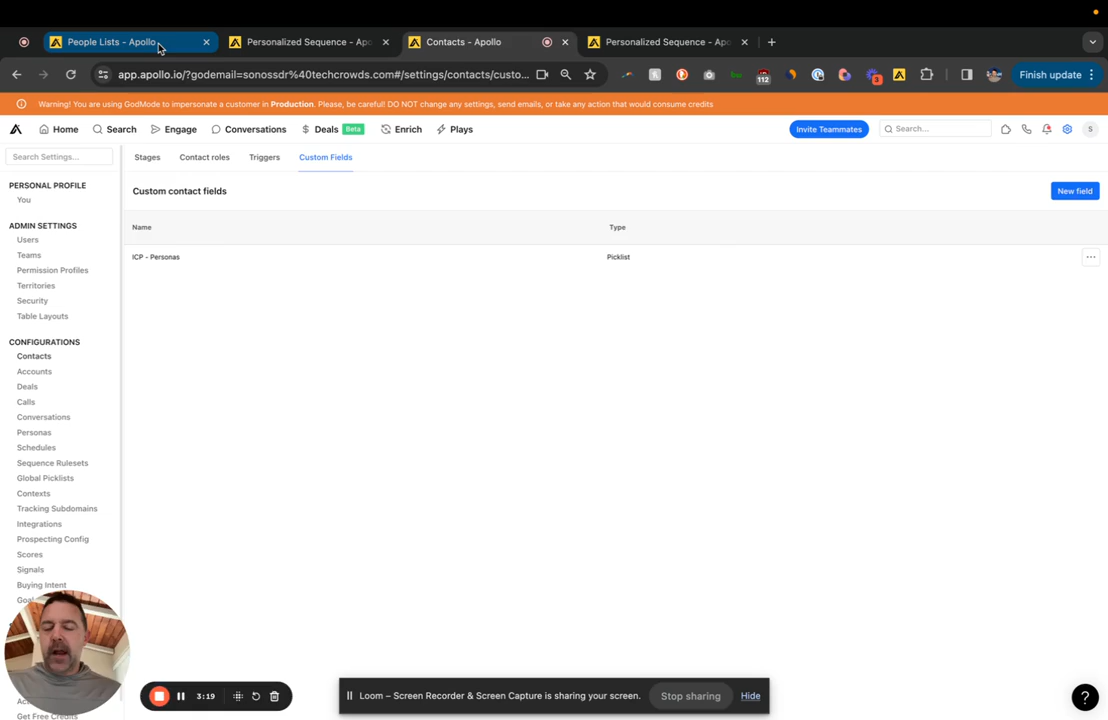 People Lists - Apollo
Personalized Sequence - Apo
Contacts - Apollo
Personalized Sequence - Apo
app.apollo.io/?godemail=sonossdr%40techcrowds.com#/settings/contacts/custo...
112
3
Finish update
Warning! You are using GodMode to impersonate a customer in Production. Please, be careful! DO NOT change any settings, send emails, or take any action that would consume credits
Home
Search
Engage
Conversations
Deals
Beta
Enrich
Plays
Invite Teammates
Search...
S
Search Settings...
Stages
Contact roles
Triggers
Custom Fields
PERSONAL PROFILE
You
ADMIN SETTINGS
Users
Teams
Permission Profiles
Territories
Security
Table Layouts
CONFIGURATIONS
Contacts
Accounts
Deals
Calls
Conversations
Personas
Schedules
Sequence Rulesets
Global Picklists
Contexts
Tracking Subdomains
Integrations
Prospecting Config
Scores
Signals
Buying Intent
Custom contact fields
New field
Name
Type
ICP - Personas
Picklist
...
Get Free Credits
3:19
Loom – Screen Recorder & Screen Capture is sharing your screen.
Stop sharing
Hide
?